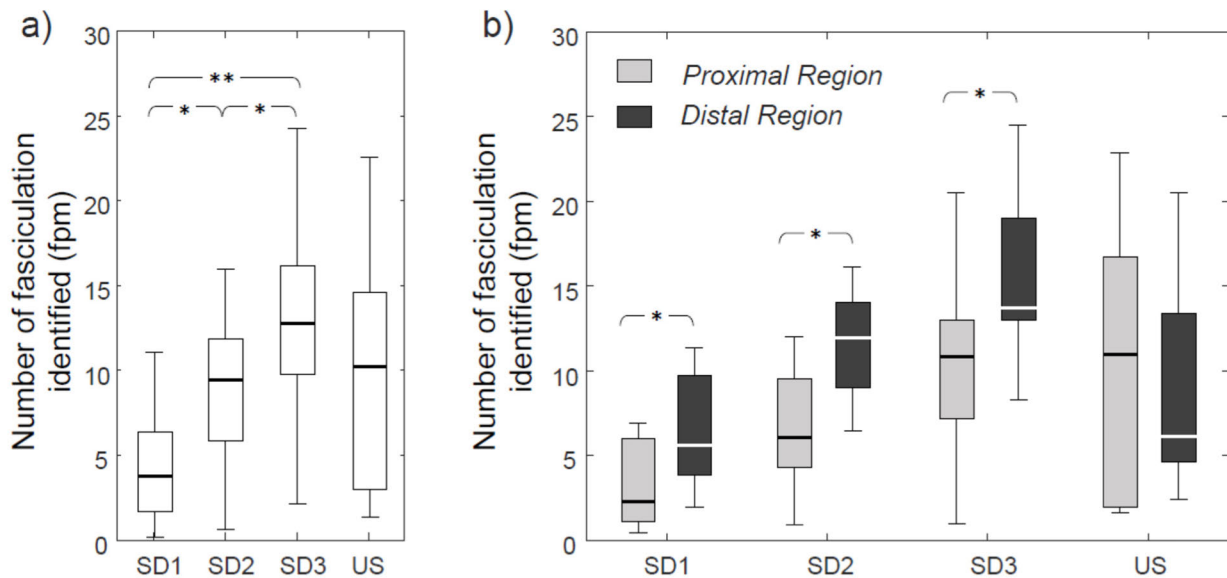 a)
30
25
20
15
10
5
0
Number of fasciculation
identified (fpm)
**
*
*
SD1 SD2 SD3 US
b)
30
25
20
15
10
5
0
Number of fasciculation
identified (fpm)
Proximal Region
Distal Region
*
*
*
SD1 SD2 SD3 US